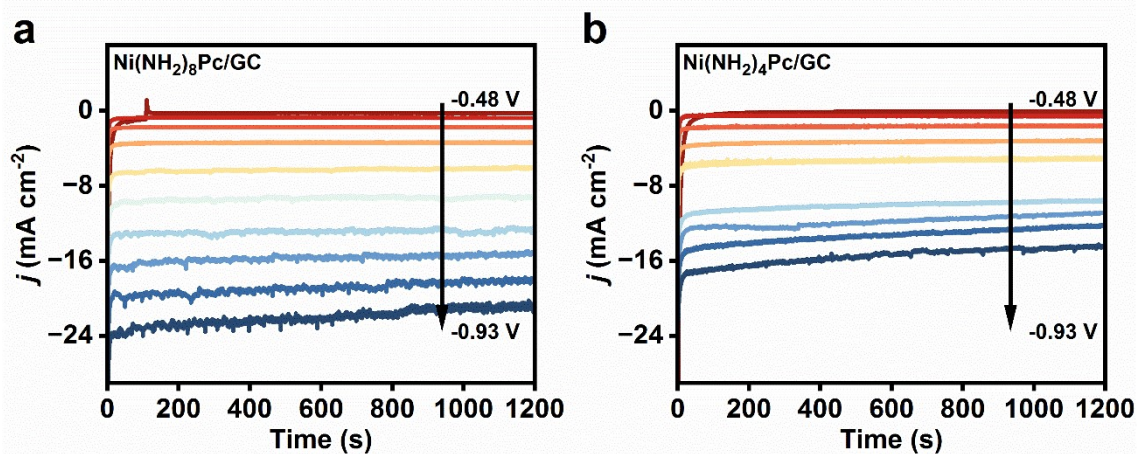 a
Ni(NH₂)₈Pc/GC
-0.48 V
-0.93 V
0
−8
−16
−24
j (mA cm⁻²)
0 200 400 600 800 1000 1200
Time (s)
b
Ni(NH₂)₄Pc/GC
-0.48 V
-0.93 V
0
−8
−16
−24
j (mA cm⁻²)
0 200 400 600 800 1000 1200
Time (s)